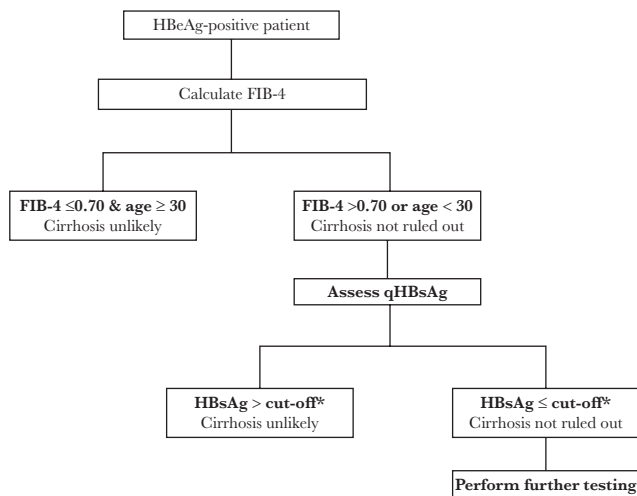 HBeAg-positive patient
Calculate FIB-4
FIB-4 ≤0.70 & age ≥ 30
Cirrhosis unlikely
FIB-4 >0.70 or age < 30
Cirrhosis not ruled out
Assess qHBsAg
HBsAg > cut-off*
Cirrhosis unlikely
HBsAg ≤ cut-off*
Cirrhosis not ruled out
Perform further testing